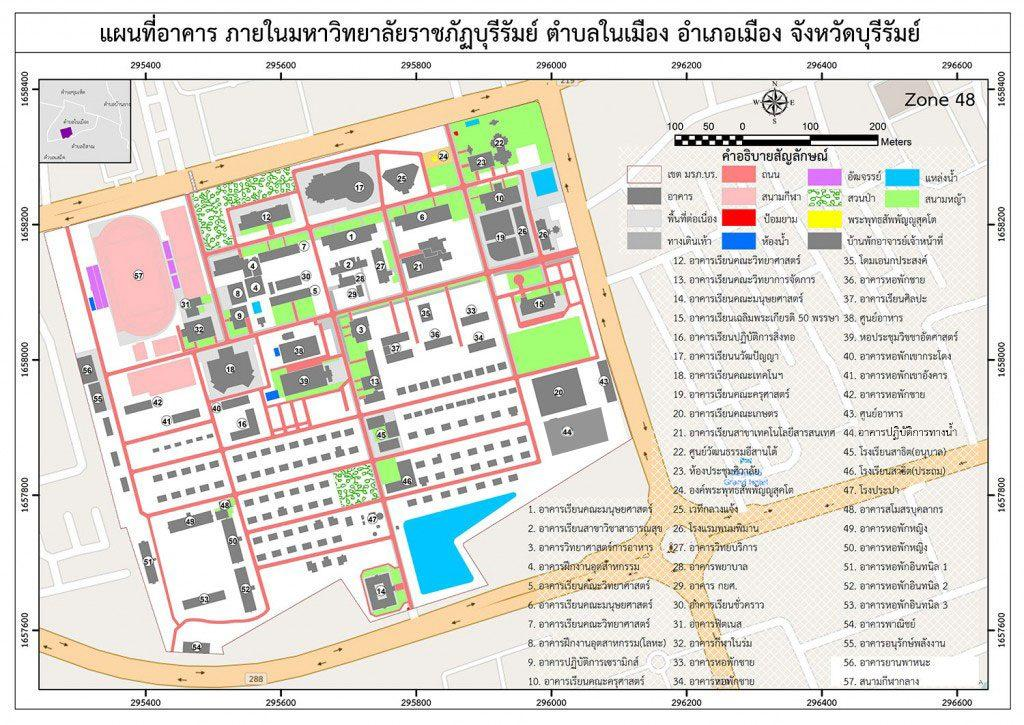 แผนที่อาคาร ภายในมหาวิทยาลัยราชภัฏบุรีรัมย์ ตำบลในเมือง อำเภอเมือง จังหวัดบุรีรัมย์
295400 295600 295800 296000 296200 296400 296600
1658400
1658200
1658000
1657800
1657600
219
288
Zone 48
N
W E
S
100 50 0 100 200
Meters
คำอธิบายสัญลักษณ์
เขต มรภ.บร. ถนน อัฒจรรย์ แหล่งน้ำ
อาคาร สนามกีฬา สวนป่า สนามหญ้า
พื้นที่ต่อเนื่อง ป้อมยาม พระพุทธสัพพัญญูสุคโต
ทางเดินเท้า ห้องน้ำ บ้านพักอาจารย์เจ้าหน้าที่
1. อาคารเรียนคณะมนุษยศาสตร์
2. อาคารเรียนสาขาวิชาสาธารณสุข
3. อาคารวิทยาศาสตร์การอาหาร
4. อาคารฝึกงานอุตสาหกรรม
5. อาคารเรียนคณะวิทยาศาสตร์
6. อาคารเรียนคณะมนุษยศาสตร์
7. อาคารเรียนคณะวิทยาศาสตร์
8. อาคารฝึกงานอุตสาหกรรม(โลหะ)
9. อาคารปฏิบัติการเซรามิกส์
10. อาคารเรียนคณะครุศาสตร์
12. อาคารเรียนคณะวิทยาศาสตร์
13. อาคารเรียนคณะวิทยาการจัดการ
14. อาคารเรียนคณะมนุษยศาสตร์
15. อาคารเรียนเฉลิมพระเกียรติ 50 พรรษา
16. อาคารเรียนปฏิบัติการสิ่งทอ
17. อาคารเรียนนวัตปัญญา
18. อาคารเรียนคณะเทคโนฯ
19. อาคารเรียนคณะครุศาสตร์
20. อาคารเรียนคณะเกษตร
21. อาคารเรียนสาขาเทคโนโลยีสารสนเทศ
22. ศูนย์วัฒนธรรมอีสานใต้
23. ห้องประชุมศิวาลัย
24. องค์พระพุทธสัพพัญญูสุคโต
25. เวทีกลางแจ้ง
26. โรงแรมพนมพิมาน
27. อาคารวิทยบริการ
28. อาคารพยาบาล
29. อาคาร กยศ.
30. อาคารเรียนชั่วคราว
31. อาคารฟิตเนส
32. อาคารกีฬาในร่ม
33. อาคารหอพักชาย
34. อาคารหอพักชาย
35. โดมเอนกประสงค์
36. อาคารหอพักชาย
37. อาคารเรียนศิลปะ
38. ศูนย์อาหาร
39. หอประชุมวิชชาอัตศาสตร์
40. อาคารหอพักเขากระโดง
41. อาคารหอพักเขาอังคาร
42. อาคารหอพักชาย
43. ศูนย์อาหาร
44. อาคารปฏิบัติการทางน้ำ
45. โรงเรียนสาธิต(อนุบาล)
46. โรงเรียนสาธิต(ประถม)
47. โรงประปา
48. อาคารสโมสรบุคลากร
49. อาคารหอพักหญิง
50. อาคารหอพักหญิง
51. อาคารหอพักอินทนิล 1
52. อาคารหอพักอินทนิล 2
53. อาคารหอพักอินทนิล 3
54. อาคารพาณิชย์
55. อาคารอนุรักษ์พลังงาน
56. อาคารยานพาหนะ
57. สนามกีฬากลาง